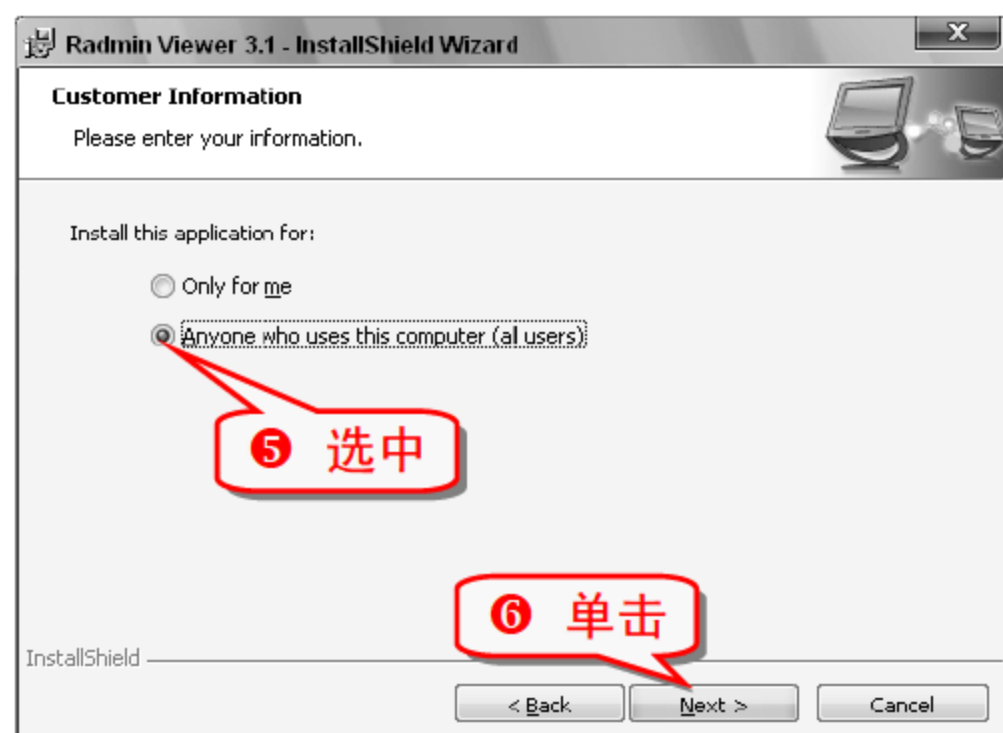 Radmin Viewer 3.1 - InstallShield Wizard
Customer Information
Please enter your information.
Install this application for:
Only for me
Anyone who uses this computer (all users)
❺ 选中
❻ 单击
InstallShield
< Back
Next >
Cancel